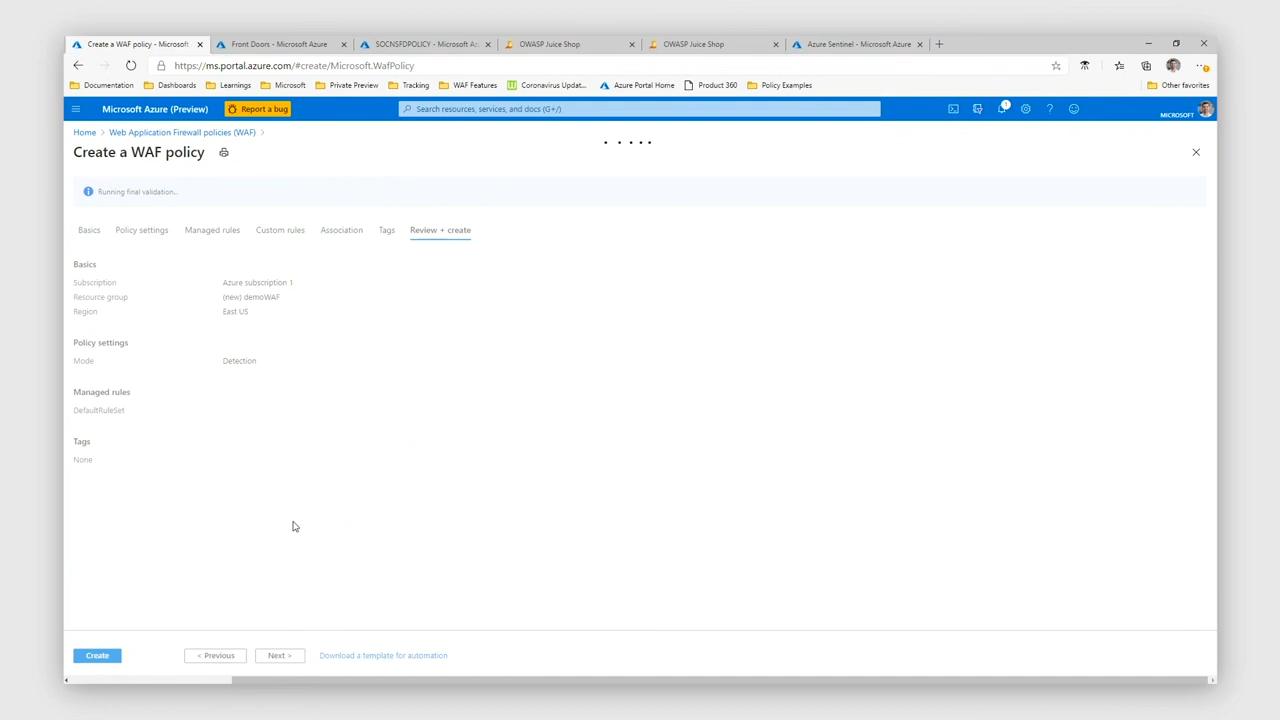 Create a WAF policy - Microsoft
Front Doors - Microsoft Azure
SOCNSFDPOLICY - Microsoft Az
OWASP Juice Shop
OWASP Juice Shop
Azure Sentinel - Microsoft Azure
https://ms.portal.azure.com/#create/Microsoft.WafPolicy
Documentation
Dashboards
Learnings
Microsoft
Private Preview
Tracking
WAF Features
Coronavirus Updat...
Azure Portal Home
Product 360
Policy Examples
Other favorites
Microsoft Azure (Preview)
Report a bug
Search resources, services, and docs (G+/)
1
MICROSOFT
Home > Web Application Firewall policies (WAF) >
Create a WAF policy
Running final validation...
Basics Policy settings Managed rules Custom rules Association Tags Review + create
Basics
Subscription Azure subscription 1
Resource group (new) demoWAF
Region East US
Policy settings
Mode Detection
Managed rules
DefaultRuleSet
Tags
None
Create
< Previous
Next >
Download a template for automation